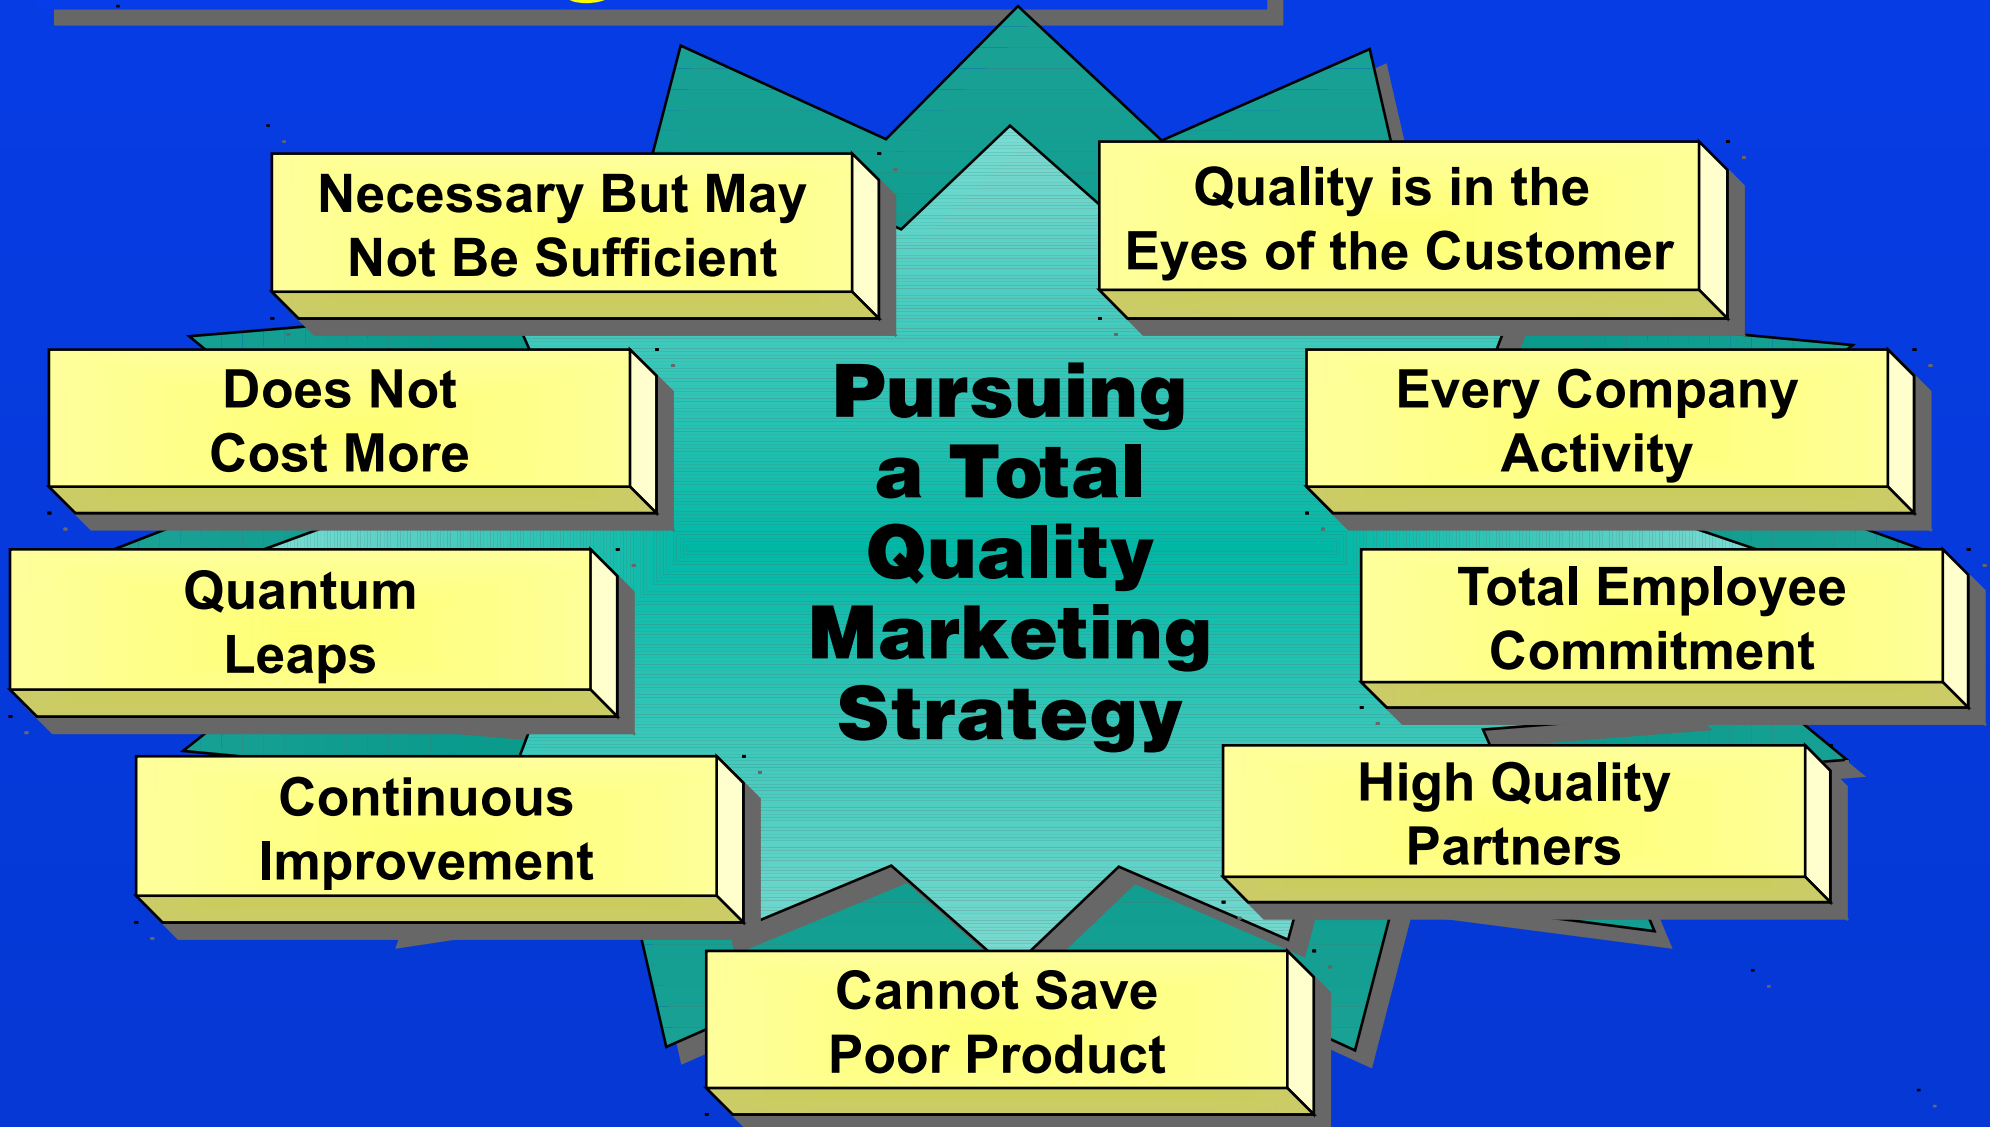 Necessary But May
Not Be Sufficient
Quality is in the
Eyes of the Customer
Does Not
Cost More
Pursuing
a Total
Quality
Marketing
Strategy
Every Company
Activity
Quantum
Leaps
Total Employee
Commitment
Continuous
Improvement
High Quality
Partners
Cannot Save
Poor Product